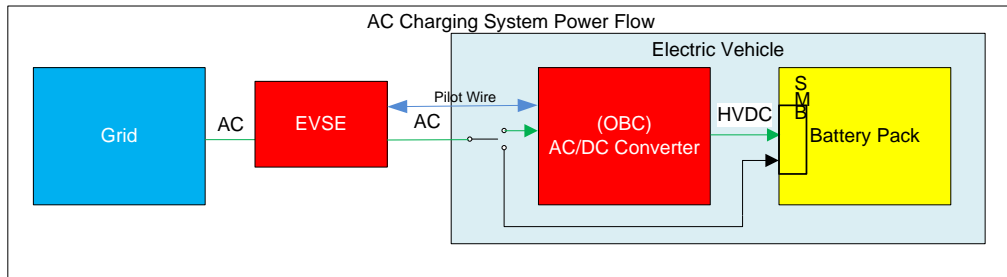 AC Charging System Power Flow
Electric Vehicle
Grid
AC
EVSE
Pilot Wire
AC
(OBC)
AC/DC Converter
HVDC
SMB
Battery Pack